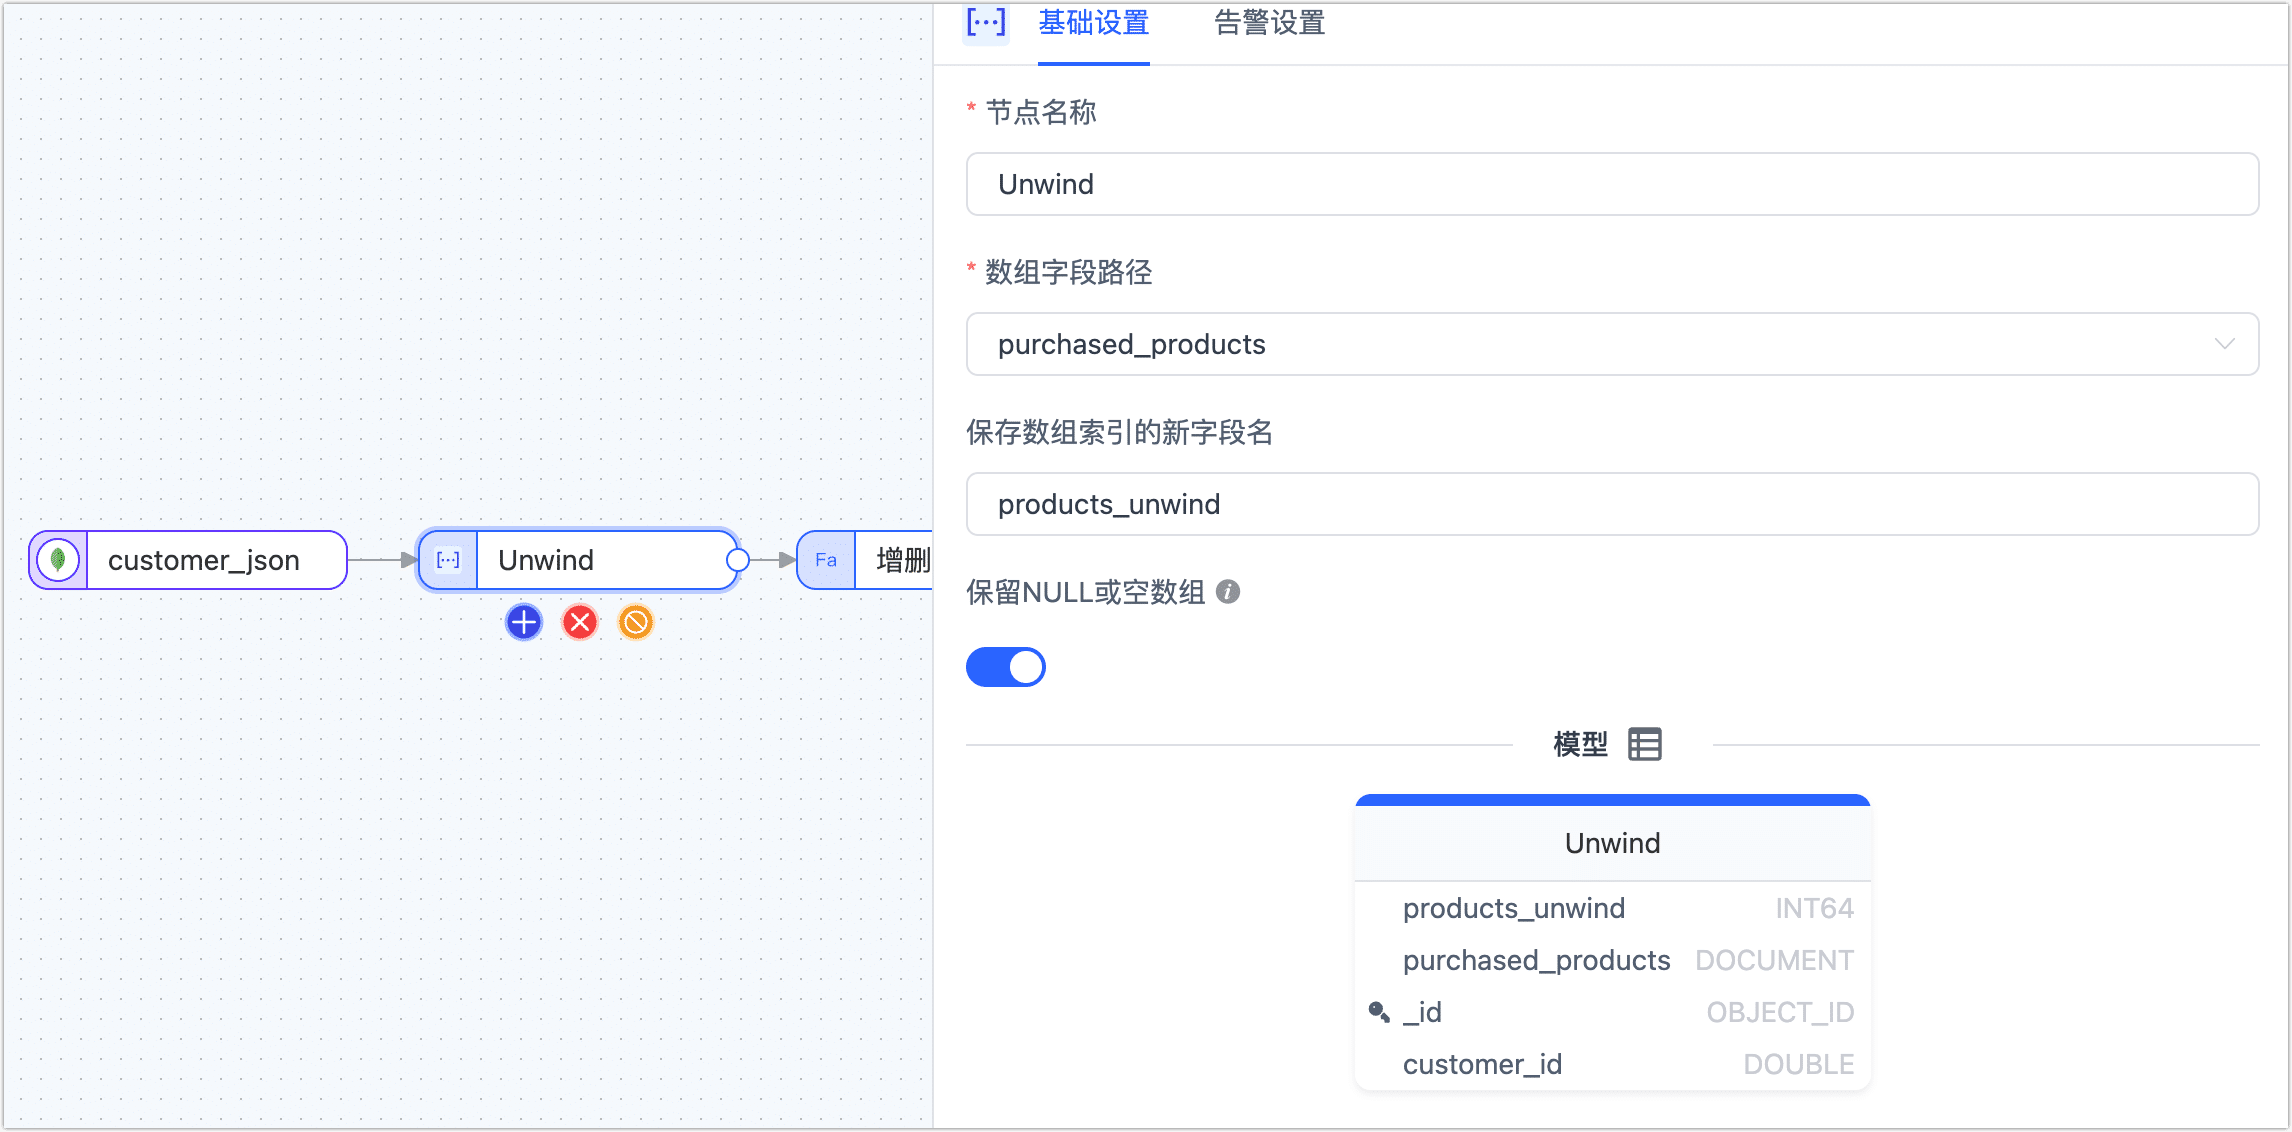 基础设置 告警设置
* 节点名称
Unwind
* 数组字段路径
purchased_products
保存数组索引的新字段名
products_unwind
保留NULL或空数组
模型
Unwind
products_unwind INT64
purchased_products DOCUMENT
_id OBJECT_ID
customer_id DOUBLE
customer_json
Unwind
Fa 增删